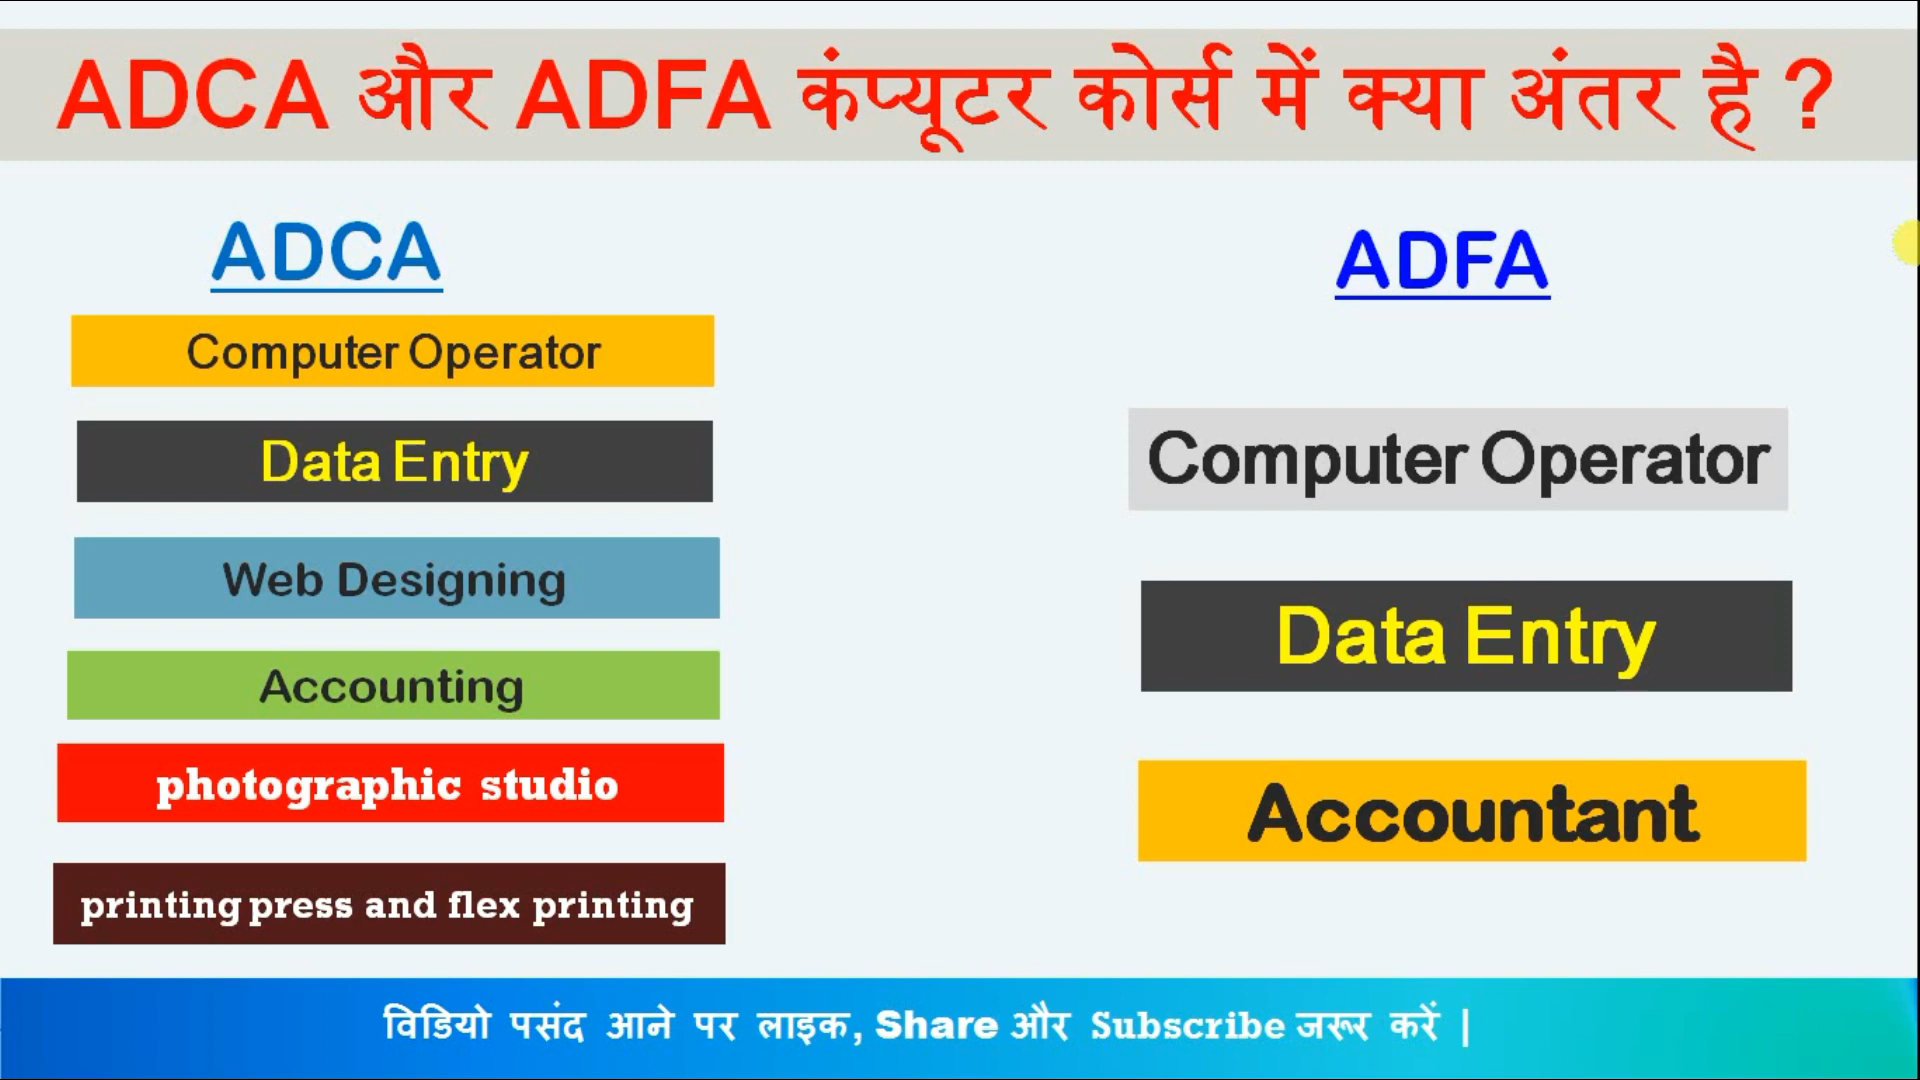 ADCA और ADFA कंप्यूटर कोर्स में क्या अंतर है ?
ADCA
Computer Operator
Data Entry
Web Designing
Accounting
photographic studio
printing press and flex printing
ADFA
Computer Operator
Data Entry
Accountant
विडियो पसंद आने पर लाइक, Share और Subscribe जरूर करें |